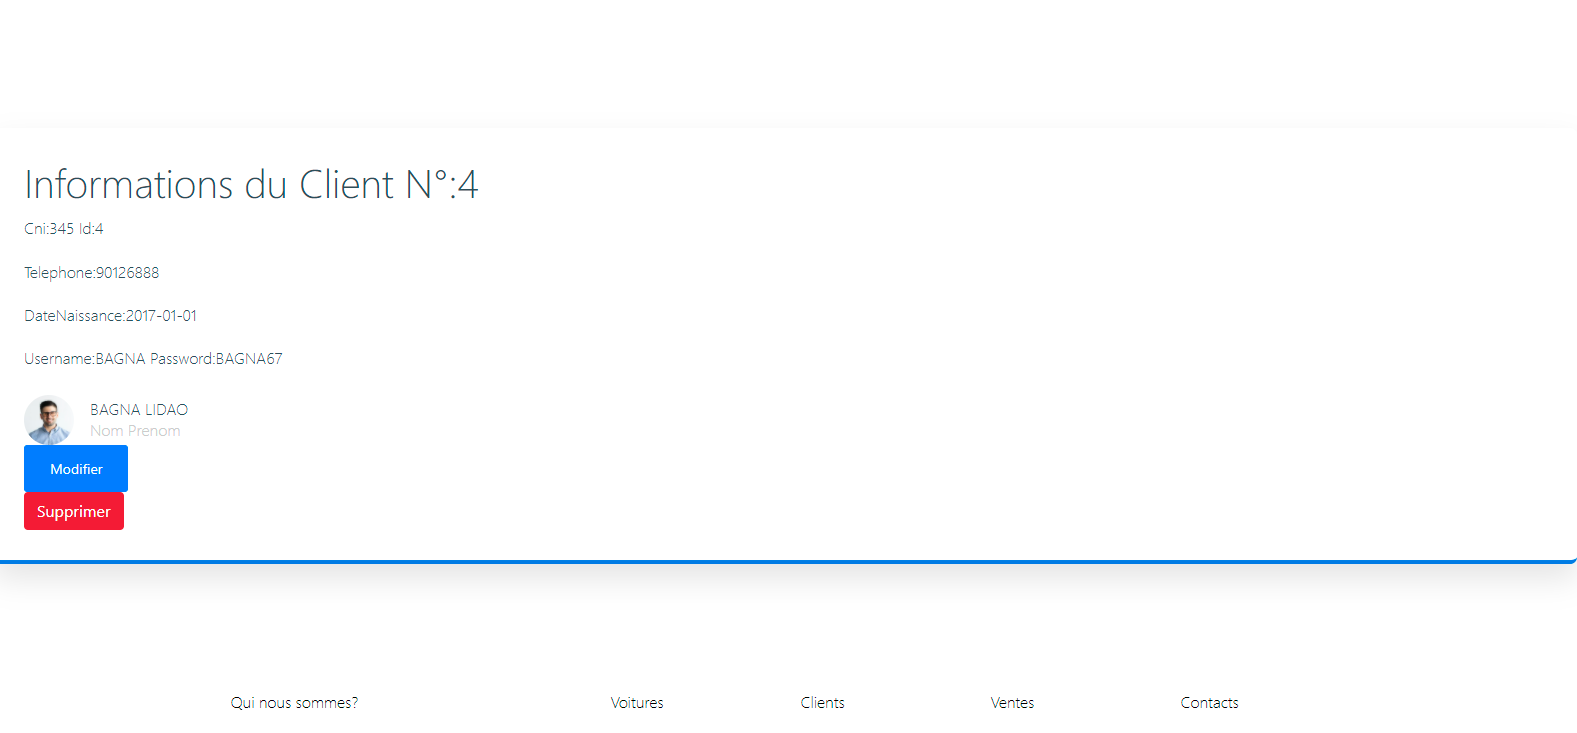 Informations du Client N°:4
Cni:345 Id:4
Telephone:90126888
DateNaissance:2017-01-01
Username:BAGNA Password:BAGNA67
BAGNA LIDAO
Nom Prenom
Modifier
Supprimer
Qui nous sommes? Voitures Clients Ventes Contacts